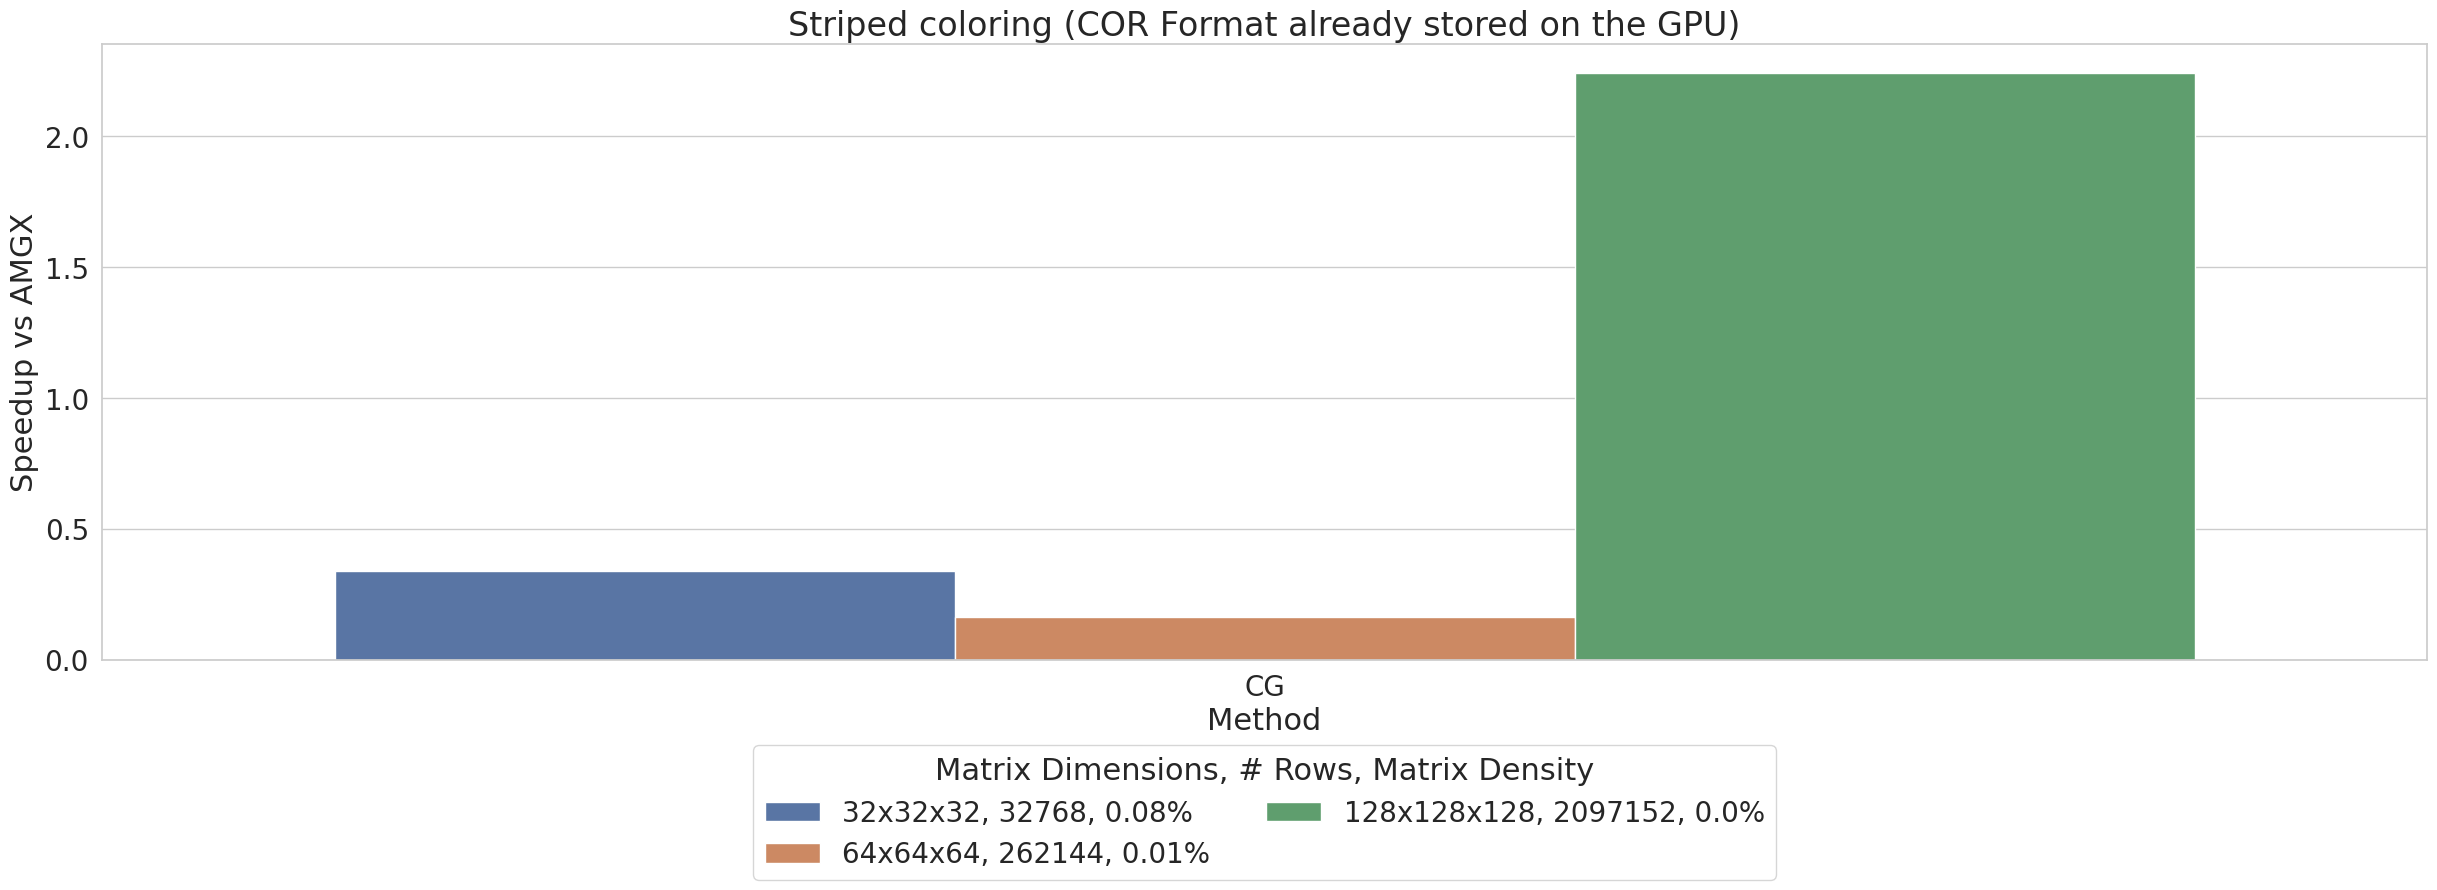 Striped coloring (COR Format already stored on the GPU)
Speedup vs AMGX
2.0
1.5
1.0
0.5
0.0
CG
Method
Matrix Dimensions, # Rows, Matrix Density
32x32x32, 32768, 0.08%
64x64x64, 262144, 0.01%
128x128x128, 2097152, 0.0%